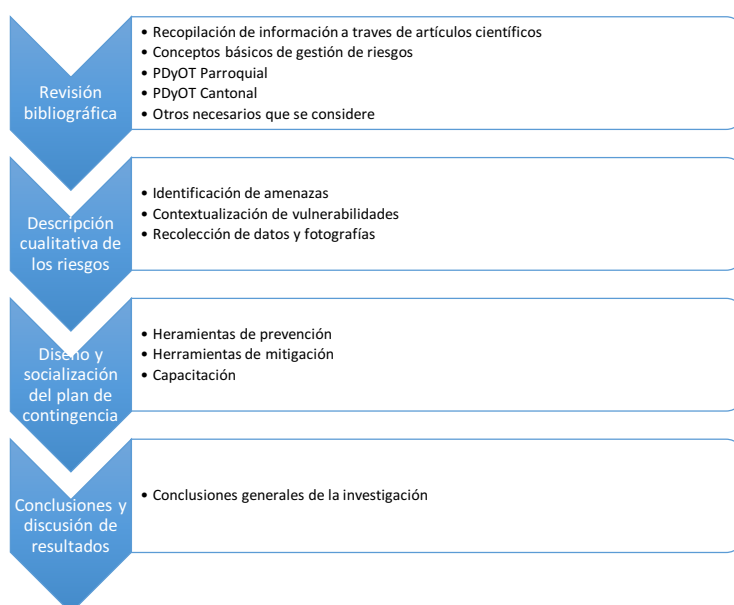 Revisión
bibliográfica
• Recopilación de información a traves de artículos científicos
• Conceptos básicos de gestión de riesgos
• PDyOT Parroquial
• PDyOT Cantonal
• Otros necesarios que se considere
Descripción
cualitativa de
los riesgos
• Identificación de amenazas
• Contextualización de vulnerabilidades
• Recolección de datos y fotografías
Diseño y
socialización
del plan de
contingencia
• Heramientas de prevención
• Herramientas de mitigación
• Capacitación
Conclusiones y
discusión de
resultados
• Conclusiones generales de la investigación